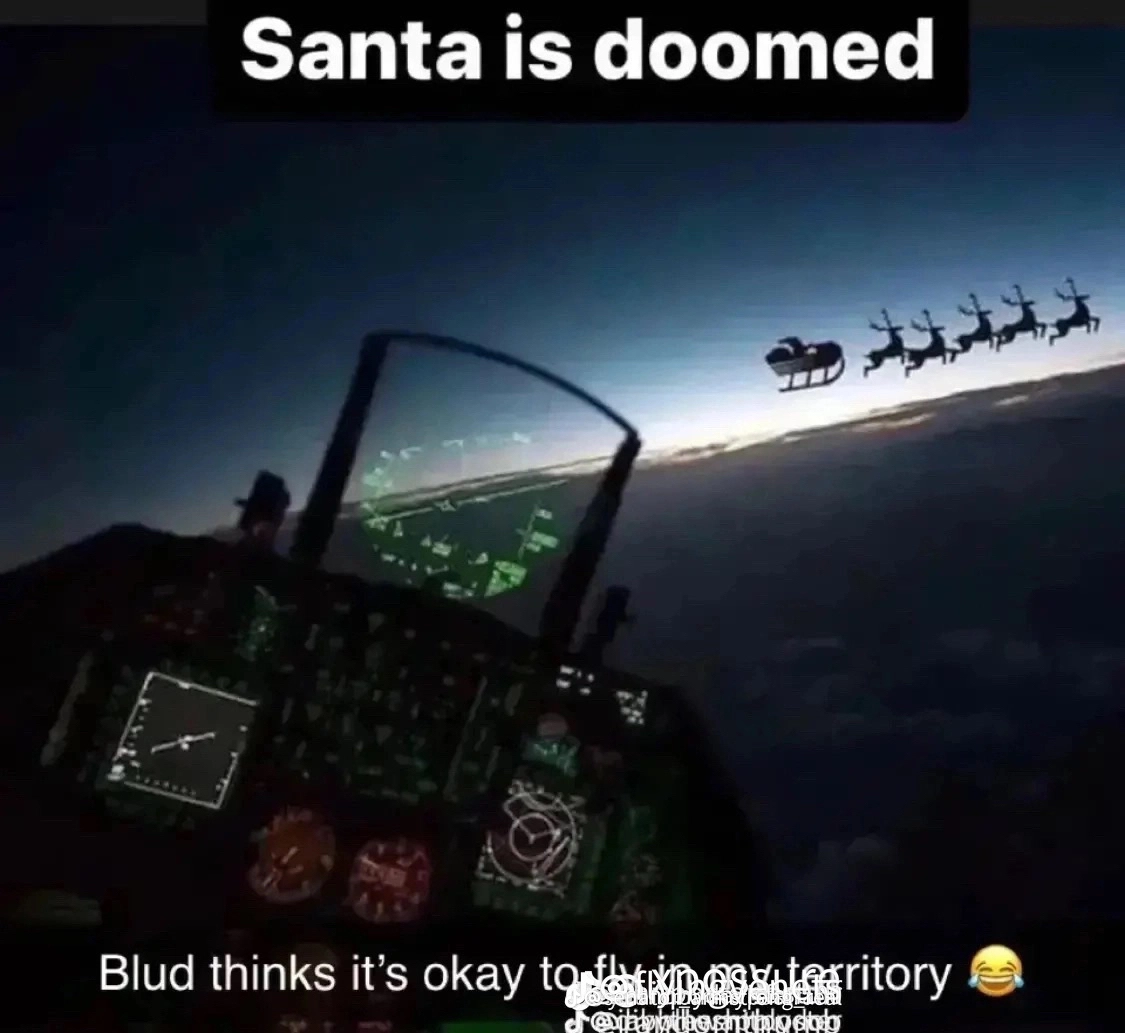 Santa is doomed
Blud thinks it’s okay to fly in my territory 😂